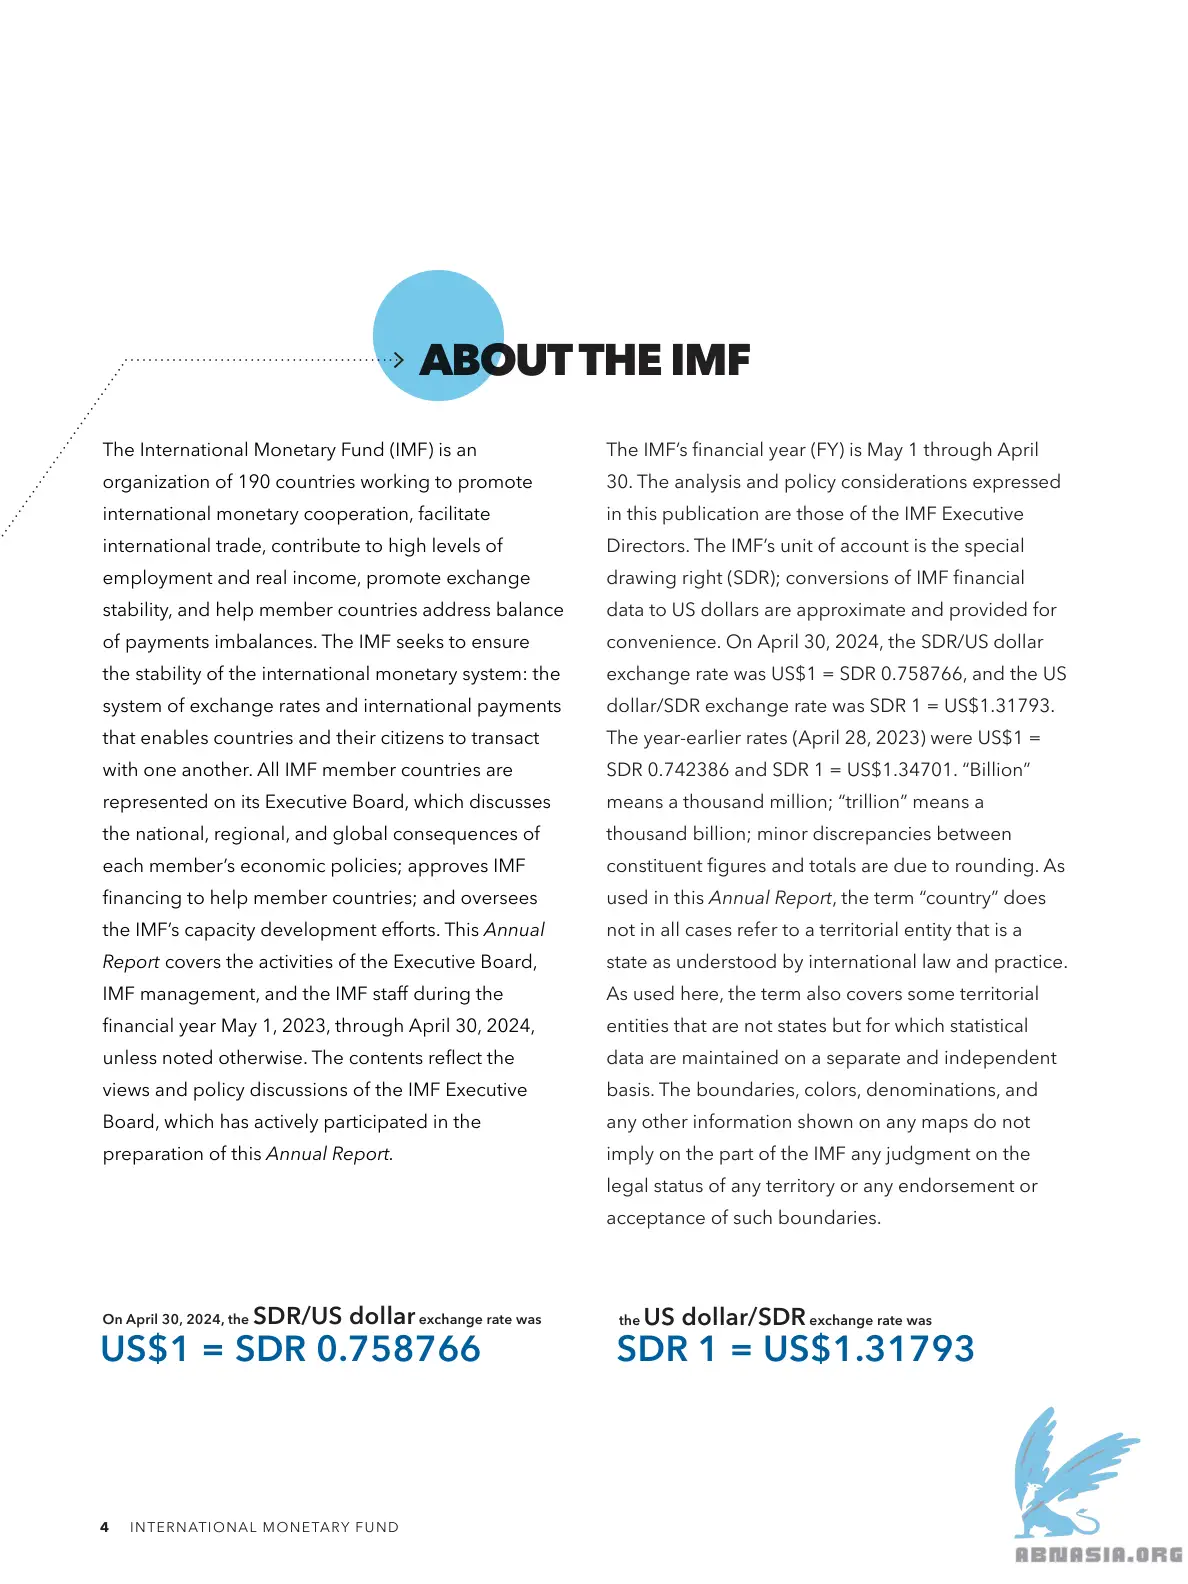 ABOUT THE IMF
The International Monetary Fund (IMF) is an
organization of 190 countries working to promote
international monetary cooperation, facilitate
international trade, contribute to high levels of
employment and real income, promote exchange
stability, and help member countries address balance
of payments imbalances. The IMF seeks to ensure
the stability of the international monetary system: the
system of exchange rates and international payments
that enables countries and their citizens to transact
with one another. All IMF member countries are
represented on its Executive Board, which discusses
the national, regional, and global consequences of
each member’s economic policies; approves IMF
financing to help member countries; and oversees
the IMF’s capacity development efforts. This Annual
Report covers the activities of the Executive Board,
IMF management, and the IMF staff during the
financial year May 1, 2023, through April 30, 2024,
unless noted otherwise. The contents reflect the
views and policy discussions of the IMF Executive
Board, which has actively participated in the
preparation of this Annual Report.
The IMF’s financial year (FY) is May 1 through April
30. The analysis and policy considerations expressed
in this publication are those of the IMF Executive
Directors. The IMF’s unit of account is the special
drawing right (SDR); conversions of IMF financial
data to US dollars are approximate and provided for
convenience. On April 30, 2024, the SDR/US dollar
exchange rate was US$1 = SDR 0.758766, and the US
dollar/SDR exchange rate was SDR 1 = US$1.31793.
The year-earlier rates (April 28, 2023) were US$1 =
SDR 0.742386 and SDR 1 = US$1.34701. “Billion”
means a thousand million; “trillion” means a
thousand billion; minor discrepancies between
constituent figures and totals are due to rounding. As
used in this Annual Report, the term “country” does
not in all cases refer to a territorial entity that is a
state as understood by international law and practice.
As used here, the term also covers some territorial
entities that are not states but for which statistical
data are maintained on a separate and independent
basis. The boundaries, colors, denominations, and
any other information shown on any maps do not
imply on the part of the IMF any judgment on the
legal status of any territory or any endorsement or
acceptance of such boundaries.
On April 30, 2024, the SDR/US dollar exchange rate was
US$1 = SDR 0.758766
the US dollar/SDR exchange rate was
SDR 1 = US$1.31793
4 INTERNATIONAL MONETARY FUND
ABNASIA.ORG